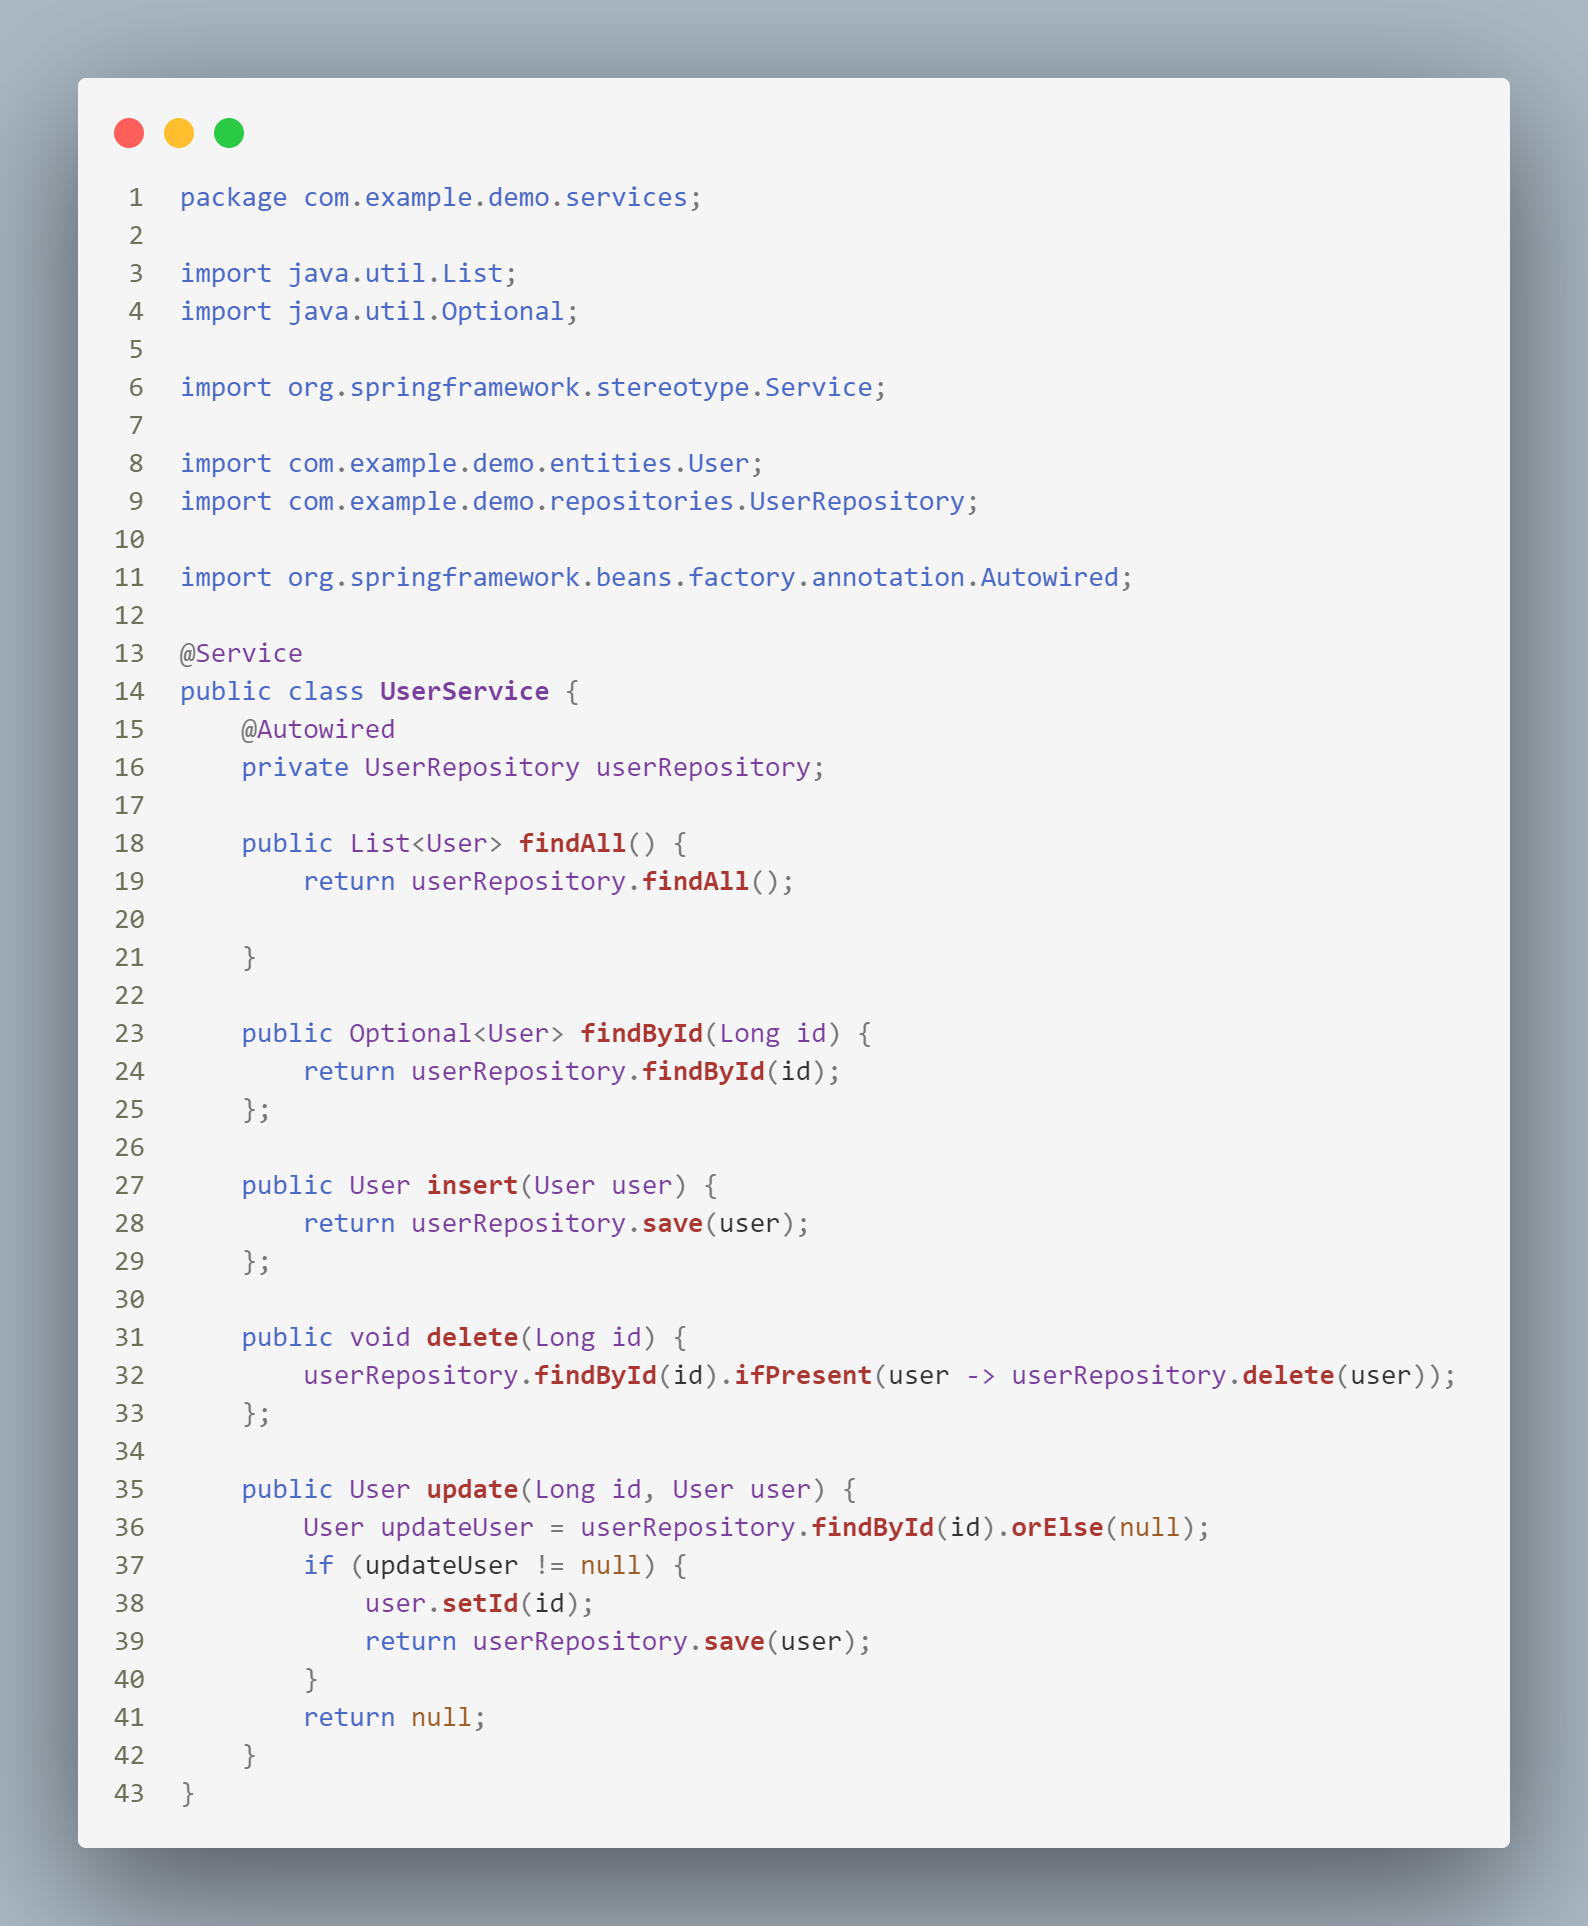 1 package com.example.demo.services;
2
3 import java.util.List;
4 import java.util.Optional;
5
6 import org.springframework.stereotype.Service;
7
8 import com.example.demo.entities.User;
9 import com.example.demo.repositories.UserRepository;
10
11 import org.springframework.beans.factory.annotation.Autowired;
12
13 @Service
14 public class UserService {
15     @Autowired
16     private UserRepository userRepository;
17
18     public List<User> findAll() {
19         return userRepository.findAll();
20
21     }
22
23     public Optional<User> findById(Long id) {
24         return userRepository.findById(id);
25     };
26
27     public User insert(User user) {
28         return userRepository.save(user);
29     };
30
31     public void delete(Long id) {
32         userRepository.findById(id).ifPresent(user -> userRepository.delete(user));
33     };
34
35     public User update(Long id, User user) {
36         User updateUser = userRepository.findById(id).orElse(null);
37         if (updateUser != null) {
38             user.setId(id);
39             return userRepository.save(user);
40         }
41         return null;
42     }
43 }